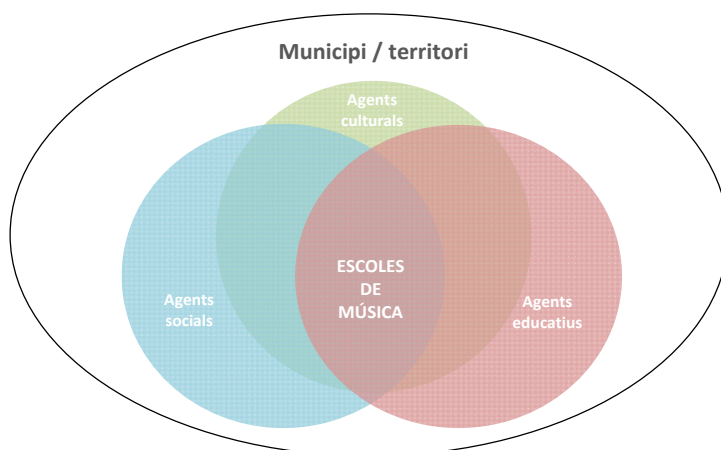 Municipi / territori
Agents
culturals
ESCOLES
DE
MÚSICA
Agents
socials
Agents
educatius